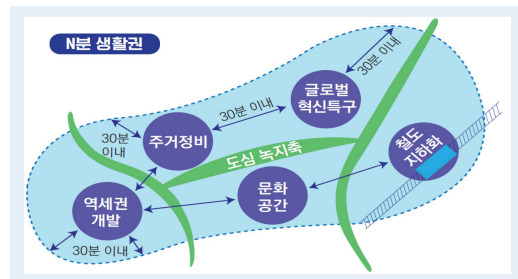 N분 생활권
30분 이내
글로벌
혁신특구
30분 이내
30분
이내
주거정비
도심 녹지축
철도
지하화
문화
공간
역세권
개발
30분 이내